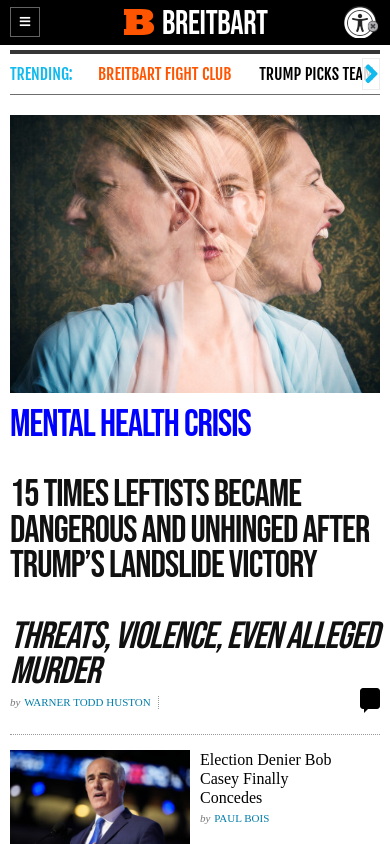 BREITBART
TRENDING: BREITBART FIGHT CLUB TRUMP PICKS TEA
MENTAL HEALTH CRISIS
15 TIMES LEFTISTS BECAME
DANGEROUS AND UNHINGED AFTER
TRUMP’S LANDSLIDE VICTORY
THREATS, VIOLENCE, EVEN ALLEGED
MURDER
by WARNER TODD HUSTON
Election Denier Bob
Casey Finally
Concedes
by PAUL BOIS